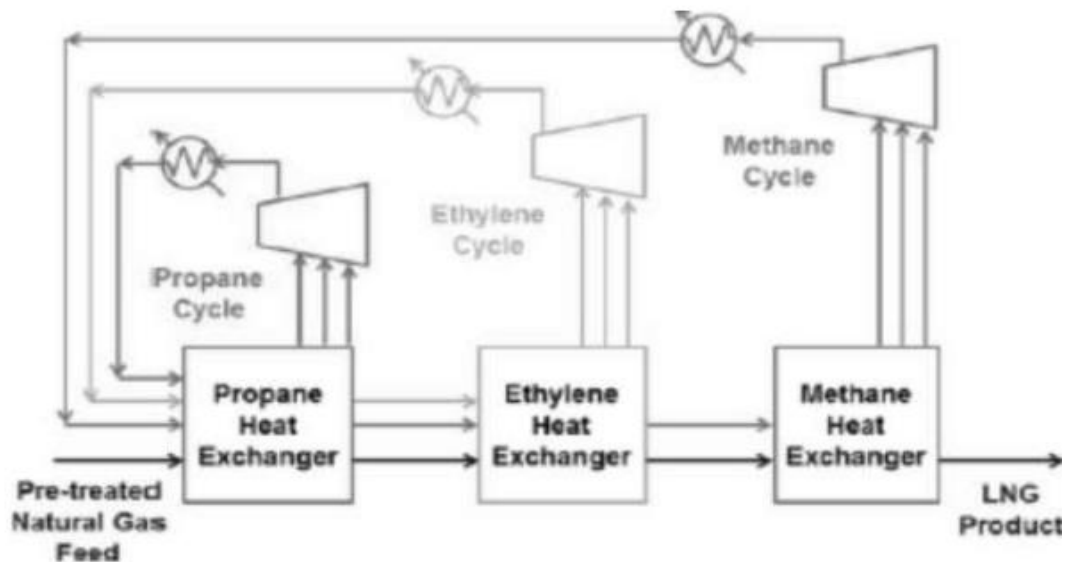 Methane
Cycle
Ethylene
Cycle
Propane
Cycle
Propane
Heat
Exchanger
Ethylene
Heat
Exchanger
Methane
Heat
Exchanger
Pre-treated
Natural Gas
Feed
LNG
Product